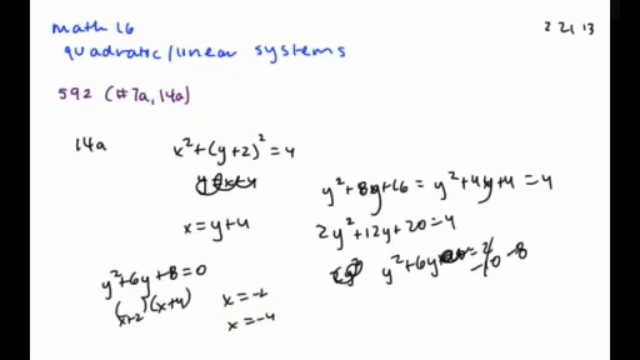 math 16
2 21 13
quadratic/linear systems
592 (#7a, 14a)
14a
x² + (y+2)² = 4
x = y+4
y² + 8y + 16 = y² + 4y + 4 = 4
2y² + 12y + 20 = 4
y² + 6y = -8
y² + 6y + 8 = 0
(x+2)(x+4)
x = -2
x = -4